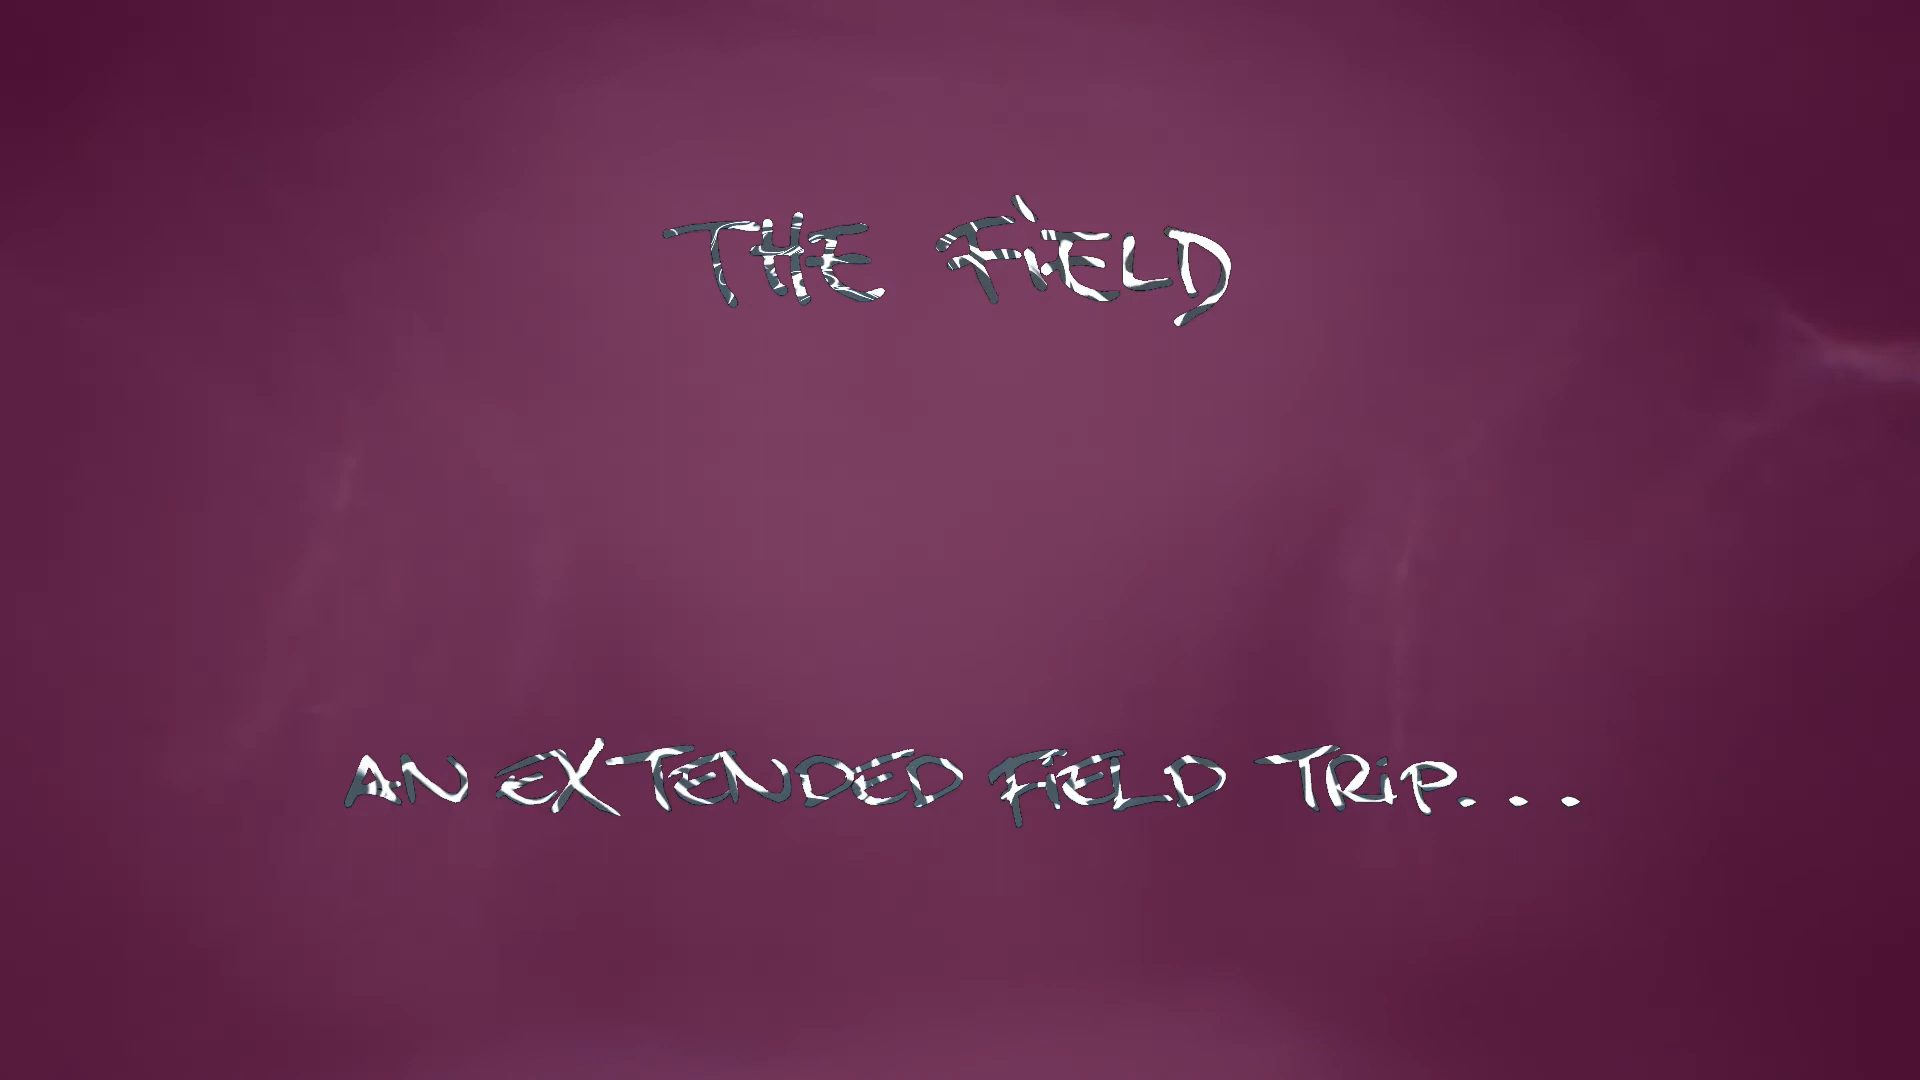 THE FiELD
AN EXTENDED FiELD TRiP. . .